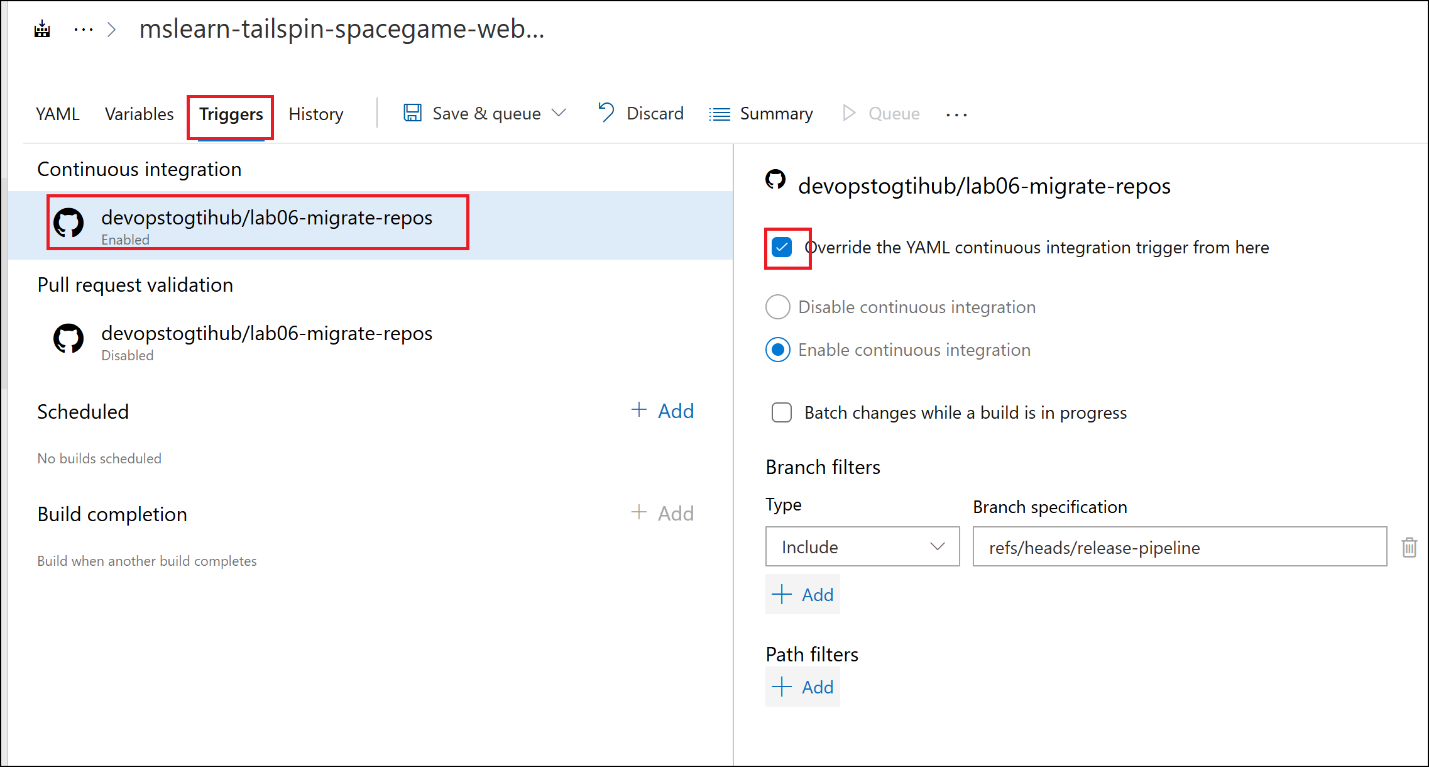 ··· > mslearn-tailspin-spacegame-web...
YAML Variables Triggers History Save & queue Discard Summary Queue ...
Continuous integration
devopstogtihub/lab06-migrate-repos
Enabled
Pull request validation
devopstogtihub/lab06-migrate-repos
Disabled
Scheduled + Add
No builds scheduled
Build completion + Add
Build when another build completes
devopstogtihub/lab06-migrate-repos
Override the YAML continuous integration trigger from here
Disable continuous integration
Enable continuous integration
Batch changes while a build is in progress
Branch filters
Type Branch specification
Include refs/heads/release-pipeline
+ Add
Path filters
+ Add